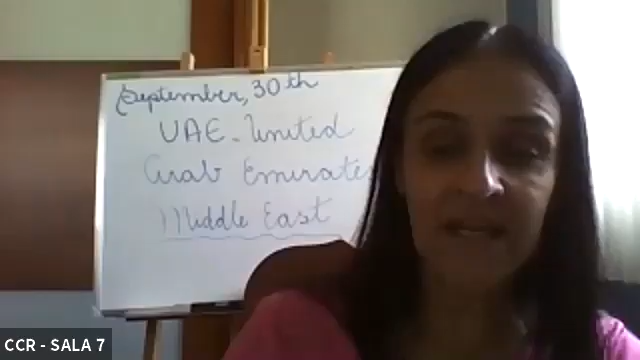 September, 30th
UAE - United
Arab Emirates
Middle East
CCR - SALA 7